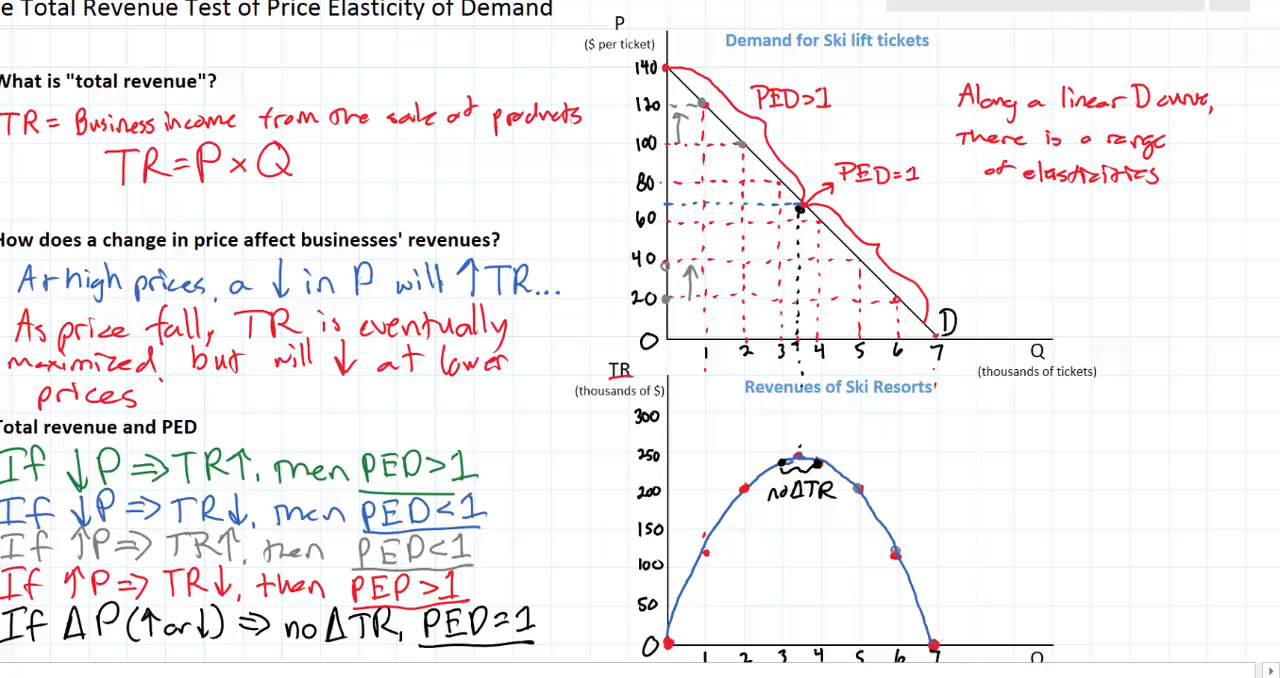 e Total Revenue Test of Price Elasticity of Demand
What is "total revenue"?
TR = Business income from the sale of products
TR = P × Q
How does a change in price affect businesses' revenues?
At high prices, a ↓ in P will ↑ TR...
As price fall, TR is eventually
maximized, but will ↓ at lower
prices
Total revenue and PED
If ↓P ⇒ TR↑, then PED>1
If ↓P ⇒ TR↓, then PED<1
If ↑P ⇒ TR↑, then PED<1
If ↑P ⇒ TR↓, then PED>1
If ΔP (↑ or ↓) ⇒ no ΔTR, PED=1
P
($ per ticket)
Demand for Ski lift tickets
140
120
100
80
60
40
20
0
PED>1
PED=1
D
1 2 3 4 5 6 7 Q
(thousands of tickets)
Along a linear D curve,
there is a range
of elasticities
TR
(thousands of $)
Revenues of Ski Resorts
300
250
200
150
100
50
0
no ΔTR
1 2 3 4 5 6 7 Q